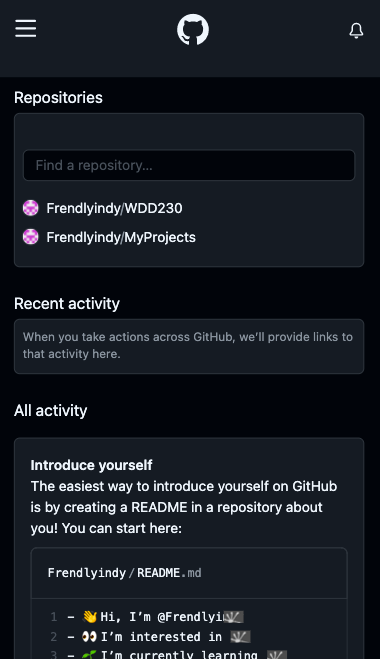 Repositories
Find a repository...
Frendlyindy/WDD230
Frendlyindy/MyProjects
Recent activity
When you take actions across GitHub, we'll provide links to
that activity here.
All activity
Introduce yourself
The easiest way to introduce yourself on GitHub
is by creating a README in a repository about
you! You can start here:
Frendlyindy/README.md
1 - 👋 Hi, I'm @Frendlyi
2 - 👀 I'm interested in
3 - 🌱 I'm currently learning